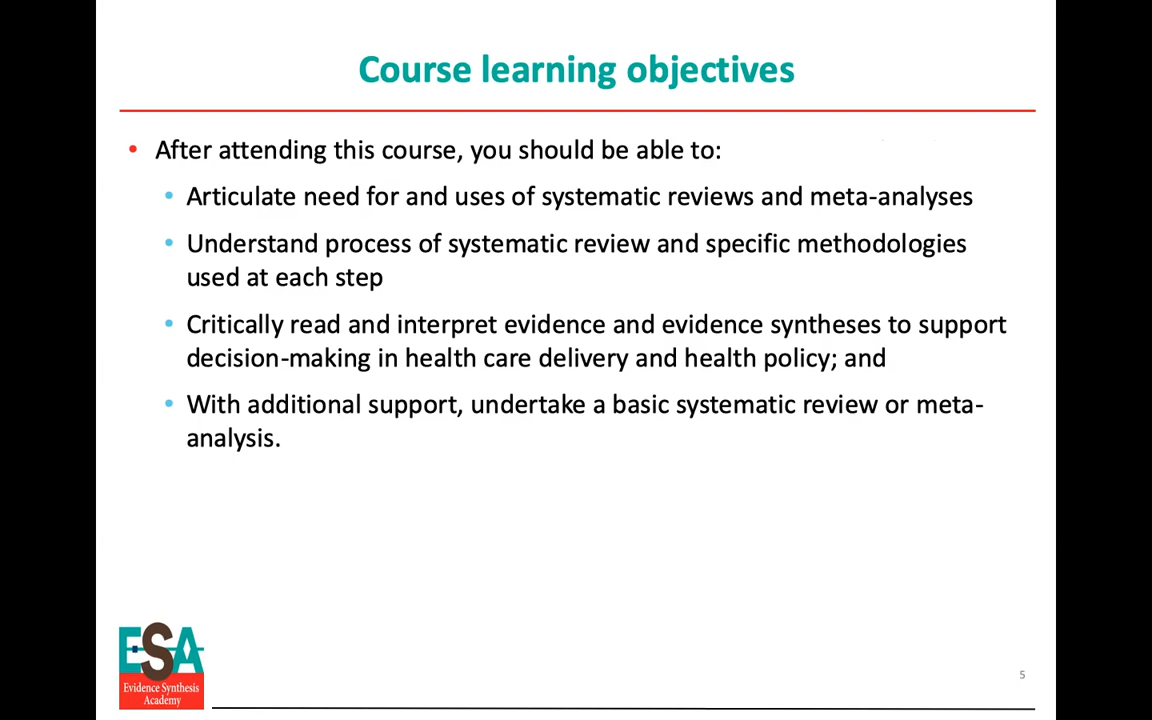 Course learning objectives
• After attending this course, you should be able to:
• Articulate need for and uses of systematic reviews and meta-analyses
• Understand process of systematic review and specific methodologies
used at each step
• Critically read and interpret evidence and evidence syntheses to support
decision-making in health care delivery and health policy; and
• With additional support, undertake a basic systematic review or meta-
analysis.
ESA
Evidence Synthesis
Academy
5